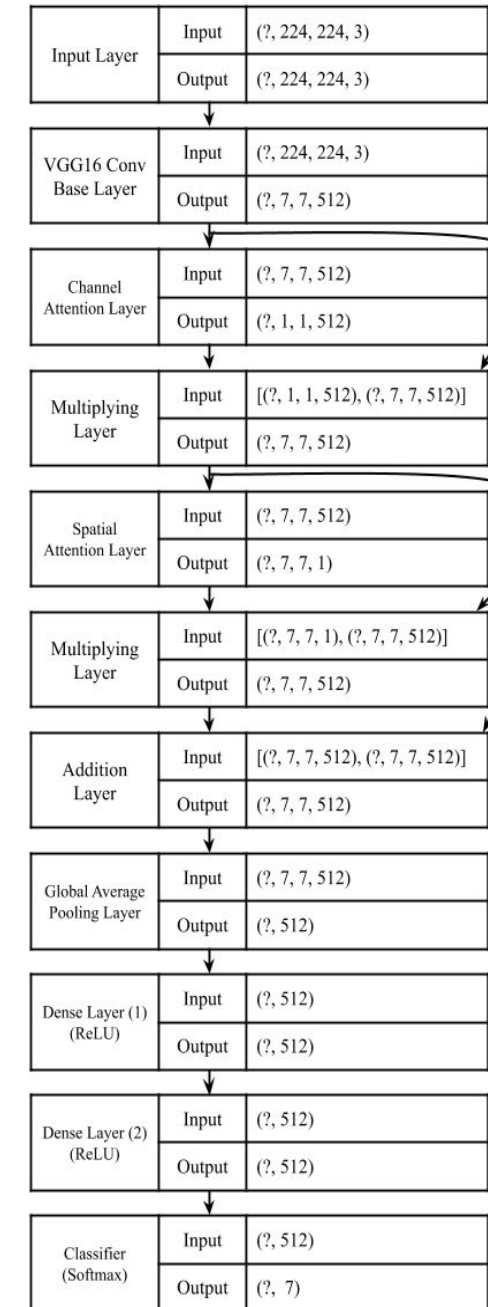 Input Layer
Input (?, 224, 224, 3)
Output (?, 224, 224, 3)
VGG16 Conv
Base Layer
Input (?, 224, 224, 3)
Output (?, 7, 7, 512)
Channel
Attention Layer
Input (?, 7, 7, 512)
Output (?, 1, 1, 512)
Multiplying
Layer
Input [(?, 1, 1, 512), (?, 7, 7, 512)]
Output (?, 7, 7, 512)
Spatial
Attention Layer
Input (?, 7, 7, 512)
Output (?, 7, 7, 1)
Multiplying
Layer
Input [(?, 7, 7, 1), (?, 7, 7, 512)]
Output (?, 7, 7, 512)
Addition
Layer
Input [(?, 7, 7, 512), (?, 7, 7, 512)]
Output (?, 7, 7, 512)
Global Average
Pooling Layer
Input (?, 7, 7, 512)
Output (?, 512)
Dense Layer (1)
(ReLU)
Input (?, 512)
Output (?, 512)
Dense Layer (2)
(ReLU)
Input (?, 512)
Output (?, 512)
Classifier
(Softmax)
Input (?, 512)
Output (?, 7)